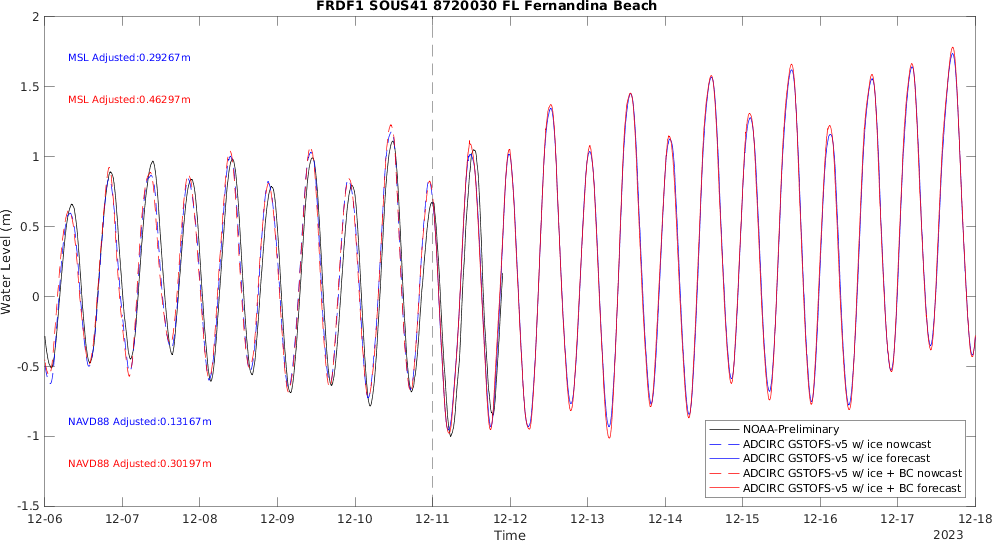 FRDF1 SOUS41 8720030 FL Fernandina Beach
2
1.5
1
0.5
0
-0.5
-1
-1.5
Water Level (m)
MSL Adjusted:0.29267m
MSL Adjusted:0.46297m
NAVD88 Adjusted:0.13167m
NAVD88 Adjusted:0.30197m
NOAA-Preliminary
ADCIRC GSTOFS-v5 w/ ice nowcast
ADCIRC GSTOFS-v5 w/ ice forecast
ADCIRC GSTOFS-v5 w/ ice + BC nowcast
ADCIRC GSTOFS-v5 w/ ice + BC forecast
12-06 12-07 12-08 12-09 12-10 12-11 12-12 12-13 12-14 12-15 12-16 12-17 12-18
Time
2023